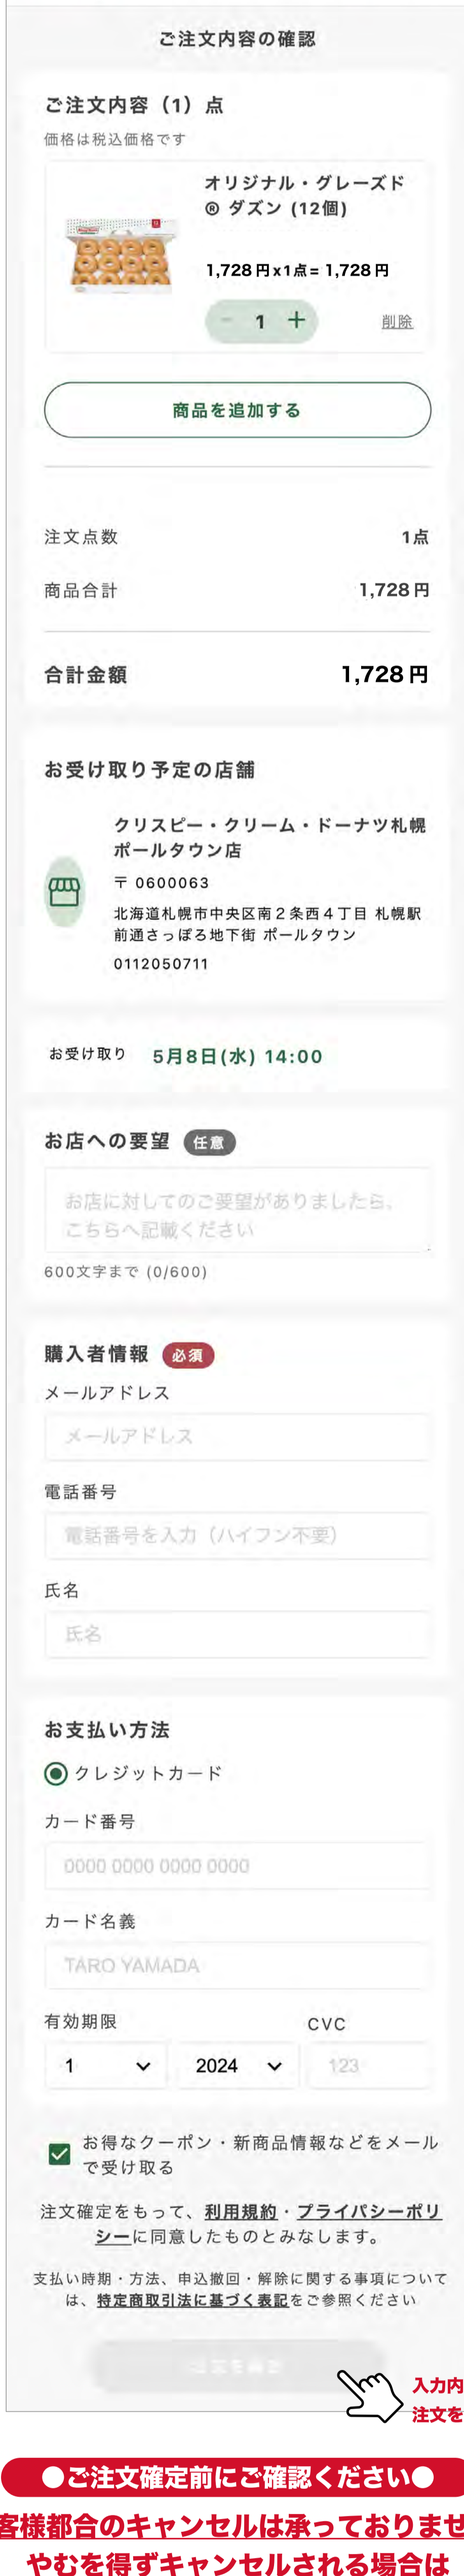 ご注文内容の確認
ご注文内容（1）点
価格は税込価格です
オリジナル・グレーズド
® ダズン (12個)
1,728 円 x 1点 = 1,728 円
− 1 +
削除
商品を追加する
注文点数 1点
商品合計 1,728 円
合計金額 1,728 円
お受け取り予定の店舗
クリスピー・クリーム・ドーナツ札幌
ポールタウン店
〒 0600063
北海道札幌市中央区南２条西４丁目 札幌駅
前通さっぽろ地下街 ポールタウン
0112050711
お受け取り 5月8日(水) 14:00
お店への要望 任意
お店に対してのご要望がありましたら、
こちらへ記載ください
600文字まで (0/600)
購入者情報 必須
メールアドレス
メールアドレス
電話番号
電話番号を入力（ハイフン不要）
氏名
氏名
お支払い方法
クレジットカード
カード番号
0000 0000 0000 0000
カード名義
TARO YAMADA
有効期限 CVC
1 2024 123
お得なクーポン・新商品情報などをメール
で受け取る
注文確定をもって、利用規約・プライバシーポリ
シーに同意したものとみなします。
支払い時期・方法、申込撤回・解除に関する事項について
は、特定商取引法に基づく表記をご参照ください
入力内
注文を
●ご注文確定前にご確認ください●
客様都合のキャンセルは承っておりませ
やむを得ずキャンセルされる場合は